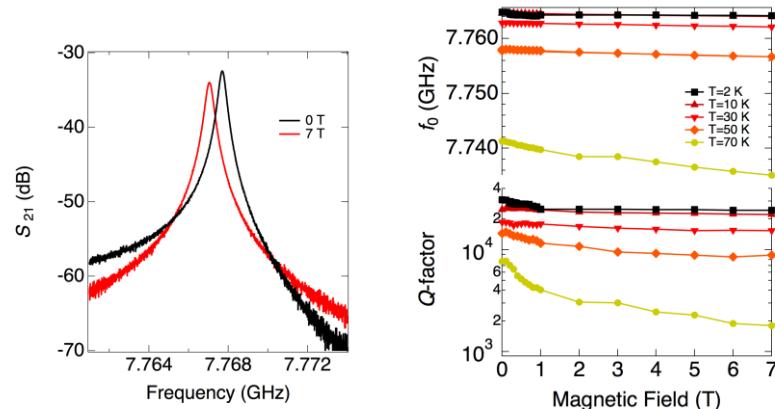 -30
-40
-50
-60
-70
S21 (dB)
0 T
7 T
7.764
7.768
7.772
Frequency (GHz)
7.760
7.750
7.740
f0 (GHz)
T=2 K
T=10 K
T=30 K
T=50 K
T=70 K
4
2
10^4
6
4
2
10^3
Q-factor
0
1
2
3
4
5
6
7
Magnetic Field (T)